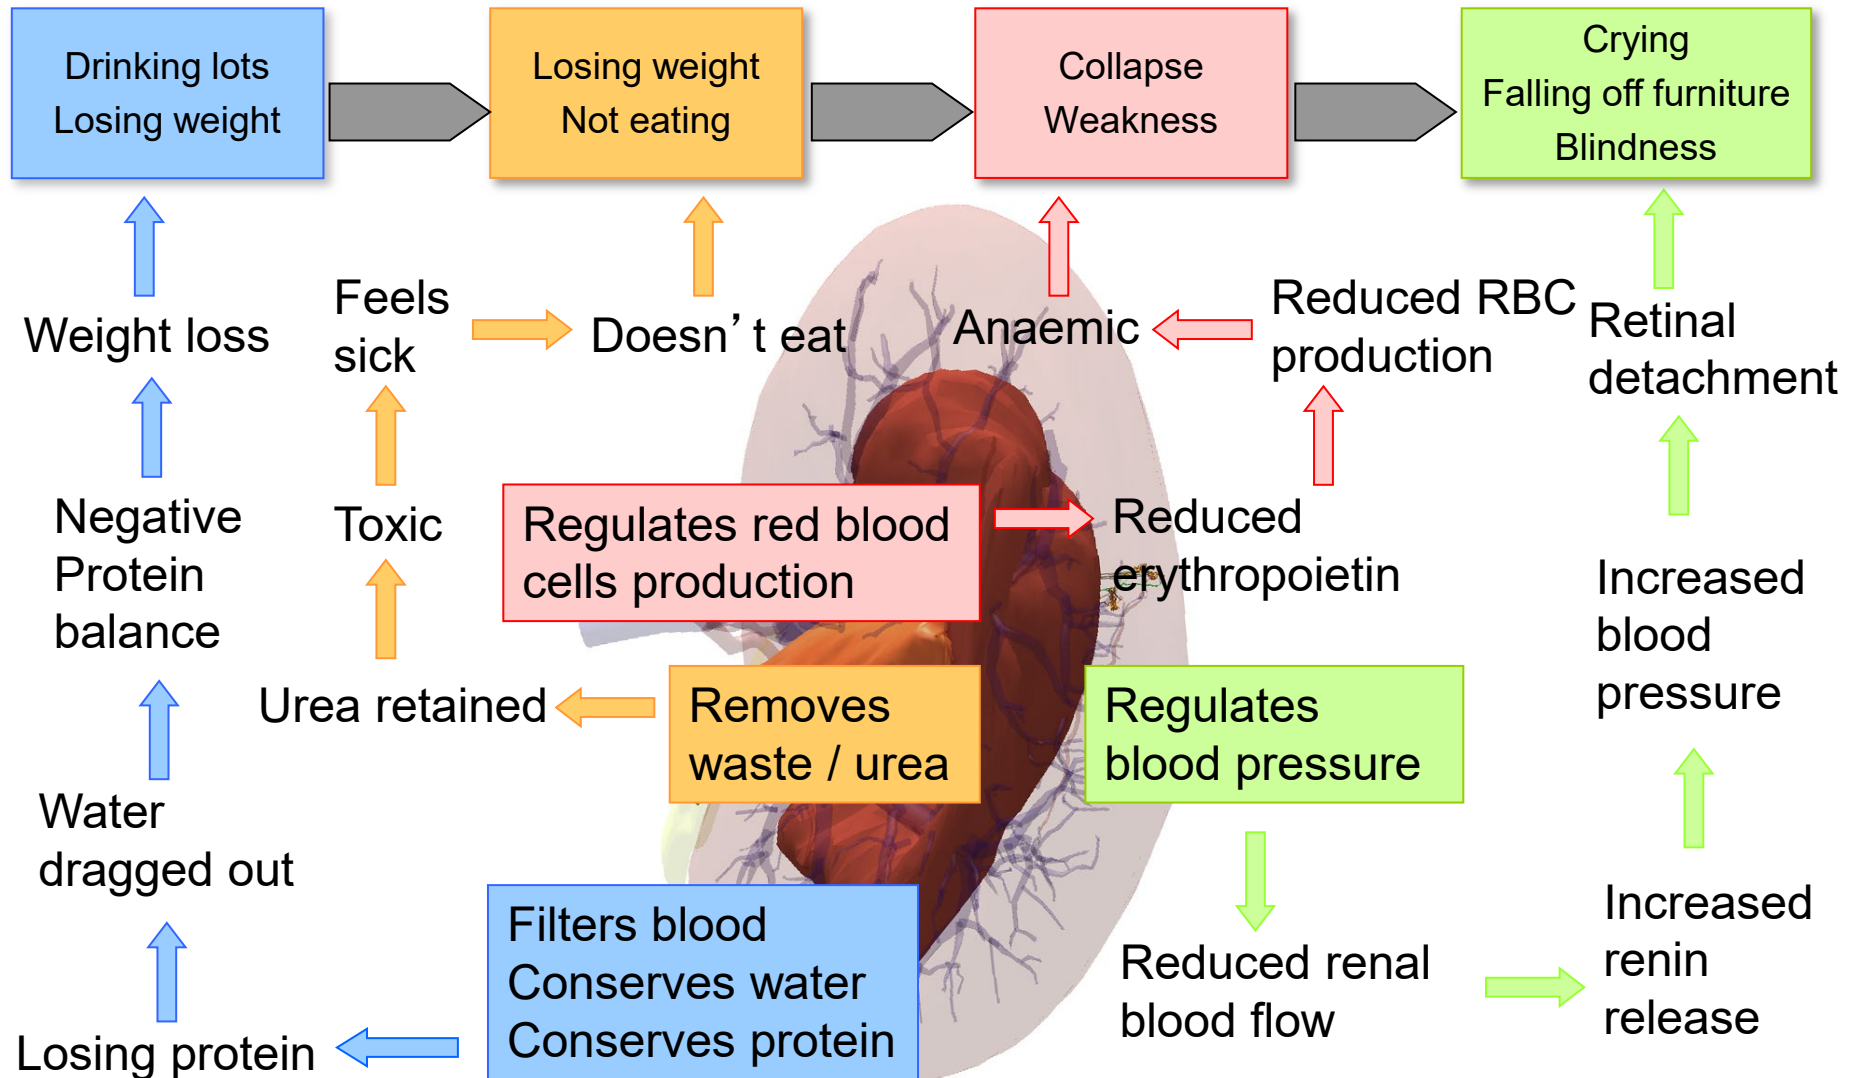 Drinking lots
Losing weight
Losing weight
Not eating
Collapse
Weakness
Crying
Falling off furniture
Blindness
Weight loss
Feels
sick
Doesn’ t eat
Anaemic
Reduced RBC
production
Retinal
detachment
Negative
Protein
balance
Toxic
Regulates red blood
cells production
Reduced
erythropoietin
Increased
blood
pressure
Urea retained
Removes
waste / urea
Regulates
blood pressure
Water
dragged out
Filters blood
Conserves water
Conserves protein
Reduced renal
blood flow
Increased
renin
release
Losing protein